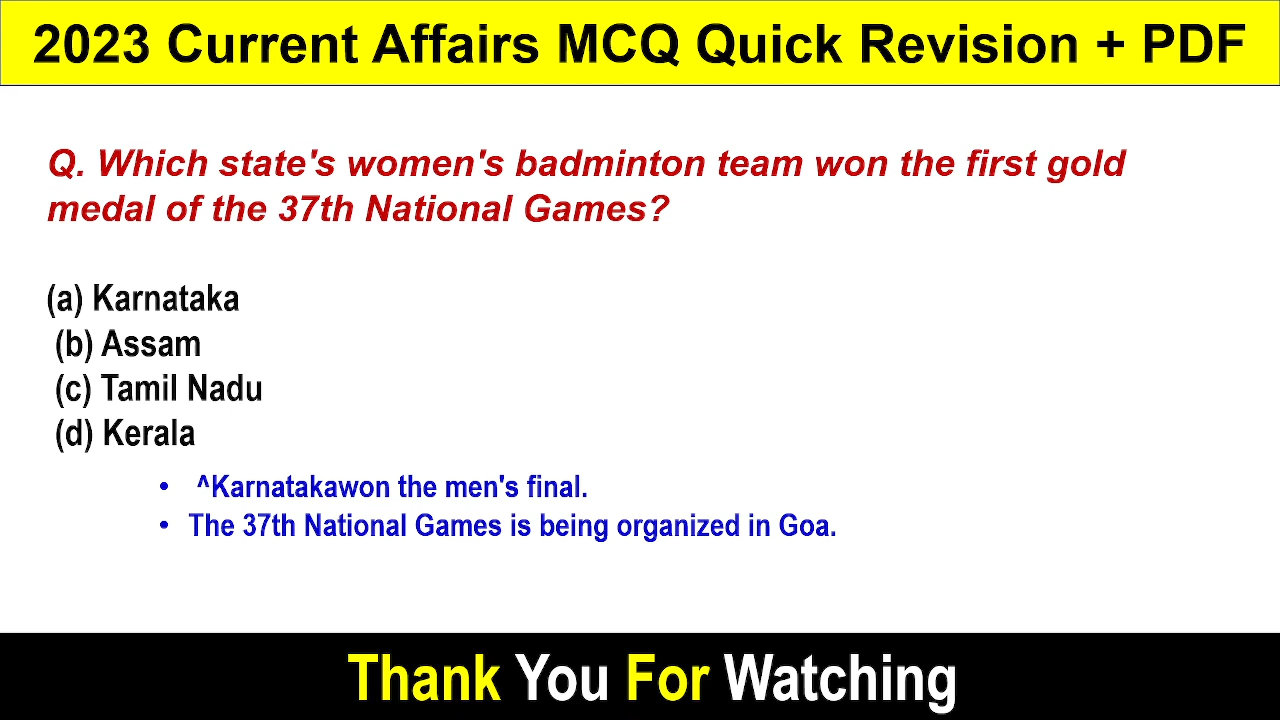 2023 Current Affairs MCQ Quick Revision + PDF
Q. Which state's women's badminton team won the first gold
medal of the 37th National Games?
(a) Karnataka
(b) Assam
(c) Tamil Nadu
(d) Kerala
• ^Karnatakawon the men's final.
• The 37th National Games is being organized in Goa.
Thank You For Watching